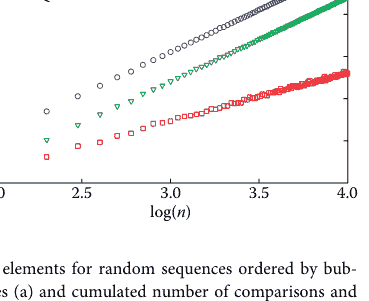 0 2.5 3.0 3.5 4.0
log(n)
elements for random sequences ordered by bub-
es (a) and cumulated number of comparisons and